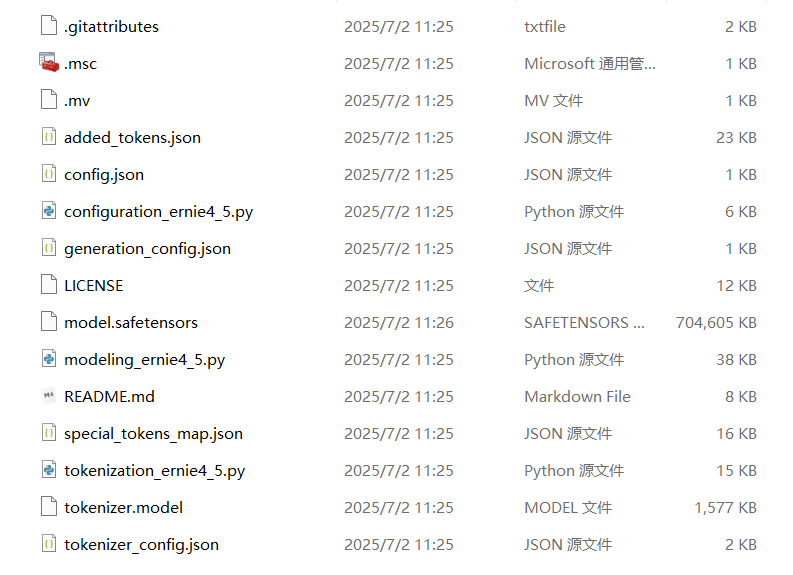 .gitattributes 2025/7/2 11:25 txtfile 2 KB
.msc 2025/7/2 11:25 Microsoft 通用管... 1 KB
.mv 2025/7/2 11:25 MV 文件 1 KB
added_tokens.json 2025/7/2 11:25 JSON 源文件 23 KB
config.json 2025/7/2 11:25 JSON 源文件 1 KB
configuration_ernie4_5.py 2025/7/2 11:25 Python 源文件 6 KB
generation_config.json 2025/7/2 11:25 JSON 源文件 1 KB
LICENSE 2025/7/2 11:25 文件 12 KB
model.safetensors 2025/7/2 11:26 SAFETENSORS ... 704,605 KB
modeling_ernie4_5.py 2025/7/2 11:25 Python 源文件 38 KB
README.md 2025/7/2 11:25 Markdown File 8 KB
special_tokens_map.json 2025/7/2 11:25 JSON 源文件 16 KB
tokenization_ernie4_5.py 2025/7/2 11:25 Python 源文件 15 KB
tokenizer.model 2025/7/2 11:25 MODEL 文件 1,577 KB
tokenizer_config.json 2025/7/2 11:25 JSON 源文件 2 KB